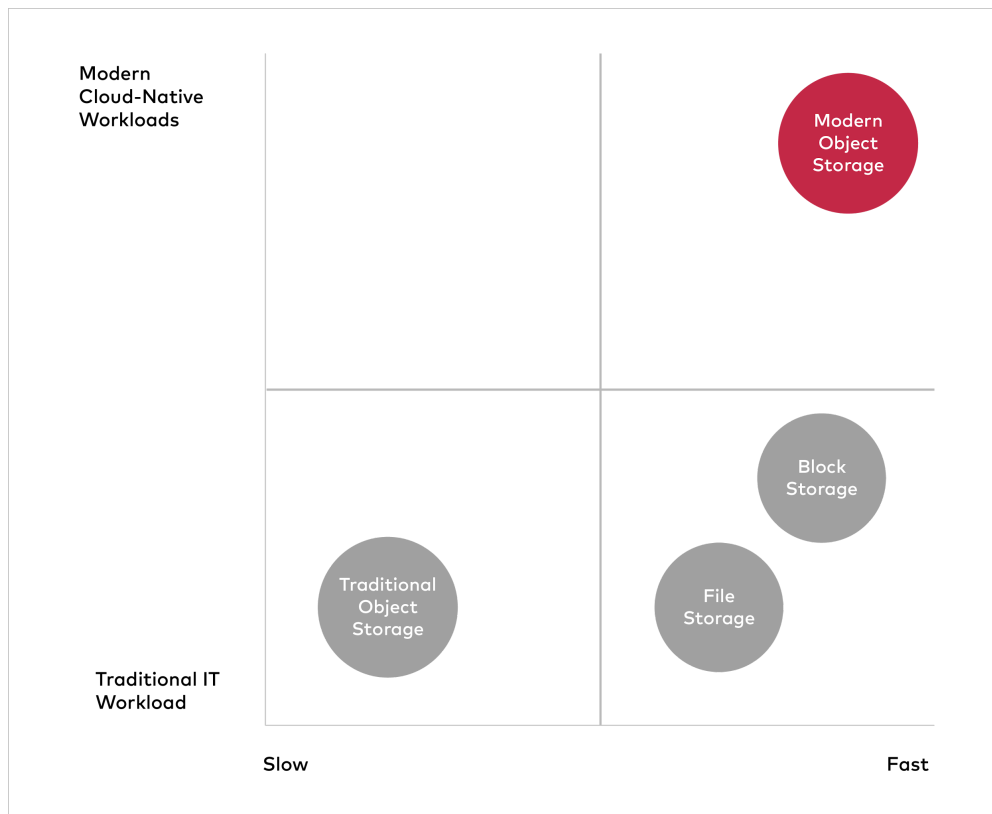 Modern
Cloud-Native
Workloads
Modern
Object
Storage
Block
Storage
Traditional
Object
Storage
File
Storage
Traditional IT
Workload
Slow
Fast